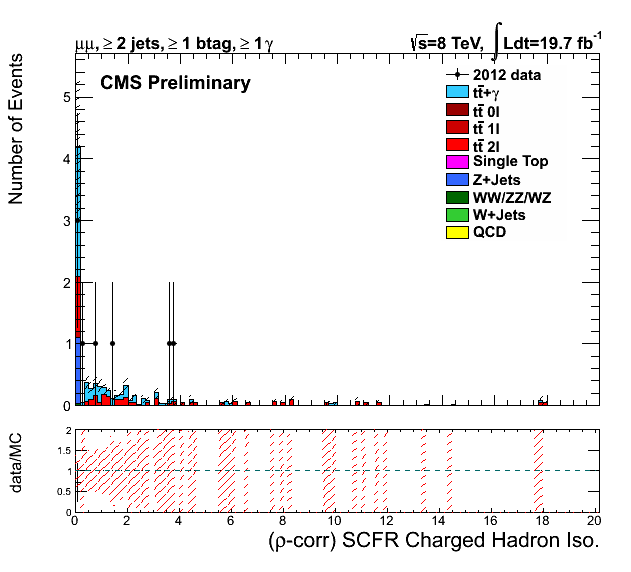 μμ, ≥ 2 jets, ≥ 1 btag, ≥ 1 γ
√s=8 TeV, ∫Ldt=19.7 fb⁻¹
CMS Preliminary
2012 data
tt̄+γ
tt̄ 0l
tt̄ 1l
tt̄ 2l
Single Top
Z+Jets
WW/ZZ/WZ
W+Jets
QCD
Number of Events
5
4
3
2
1
0
data/MC
2
1.5
1
0.5
0
0 2 4 6 8 10 12 14 16 18 20
(ρ-corr) SCFR Charged Hadron Iso.